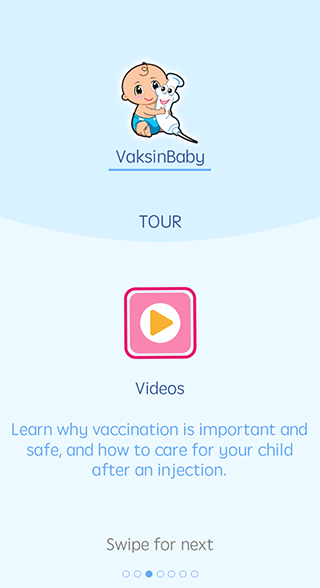 VaksinBaby
TOUR
Videos
Learn why vaccination is important and
safe, and how to care for your child
after an injection.
Swipe for next